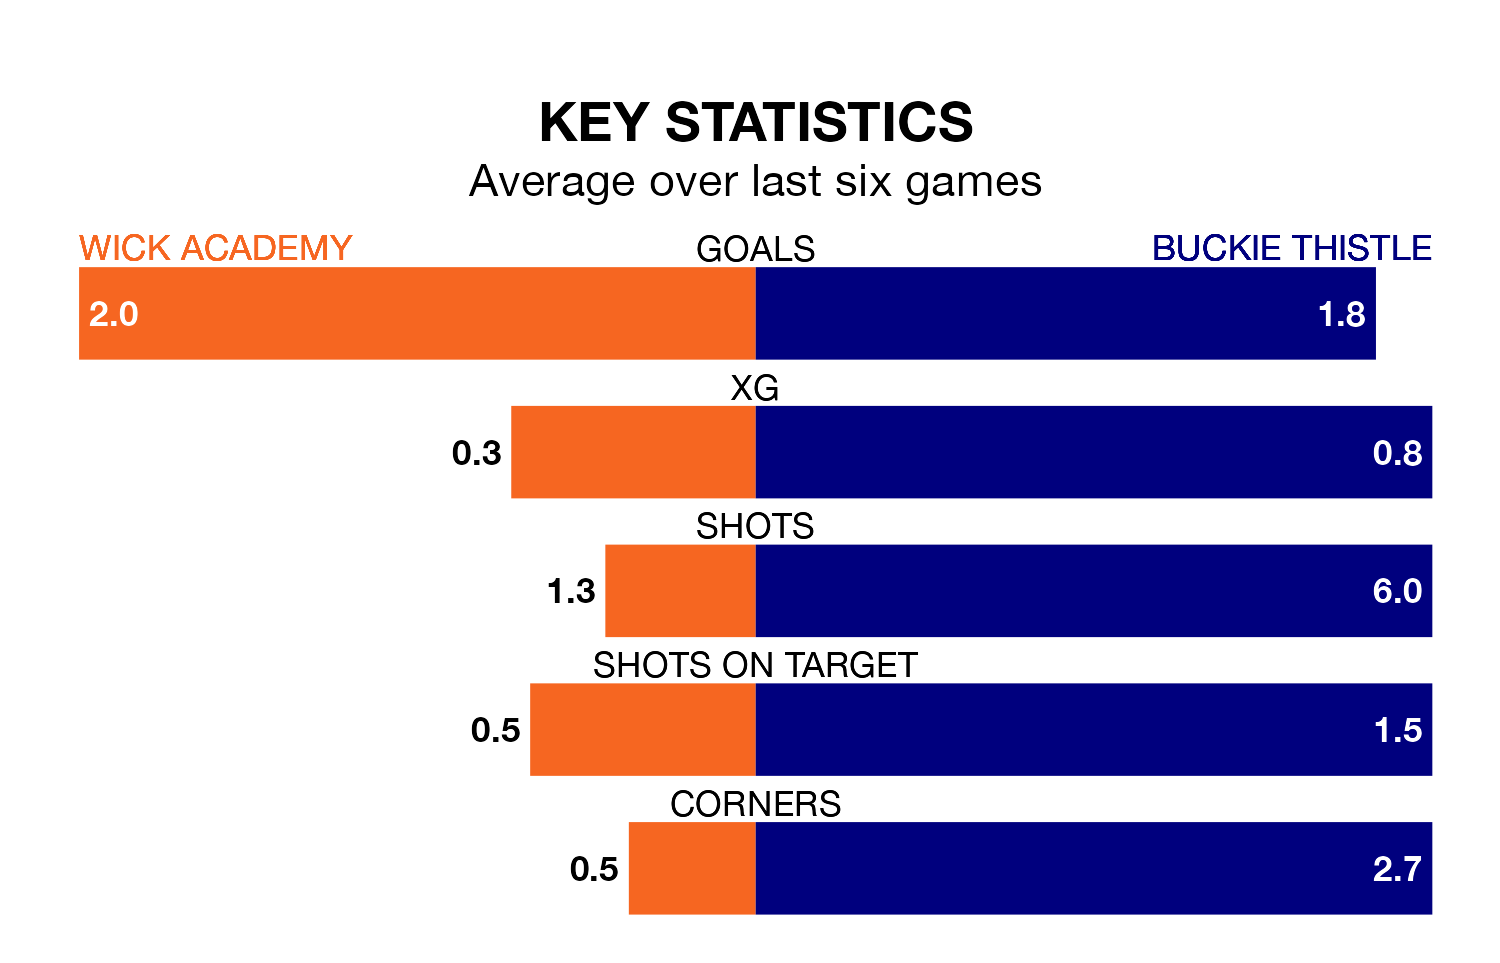 KEY STATISTICS
Average over last six games
WICK ACADEMY GOALS BUCKIE THISTLE
2.0 1.8
XG
0.3 0.8
SHOTS
1.3 6.0
SHOTS ON TARGET
0.5 1.5
CORNERS
0.5 2.7